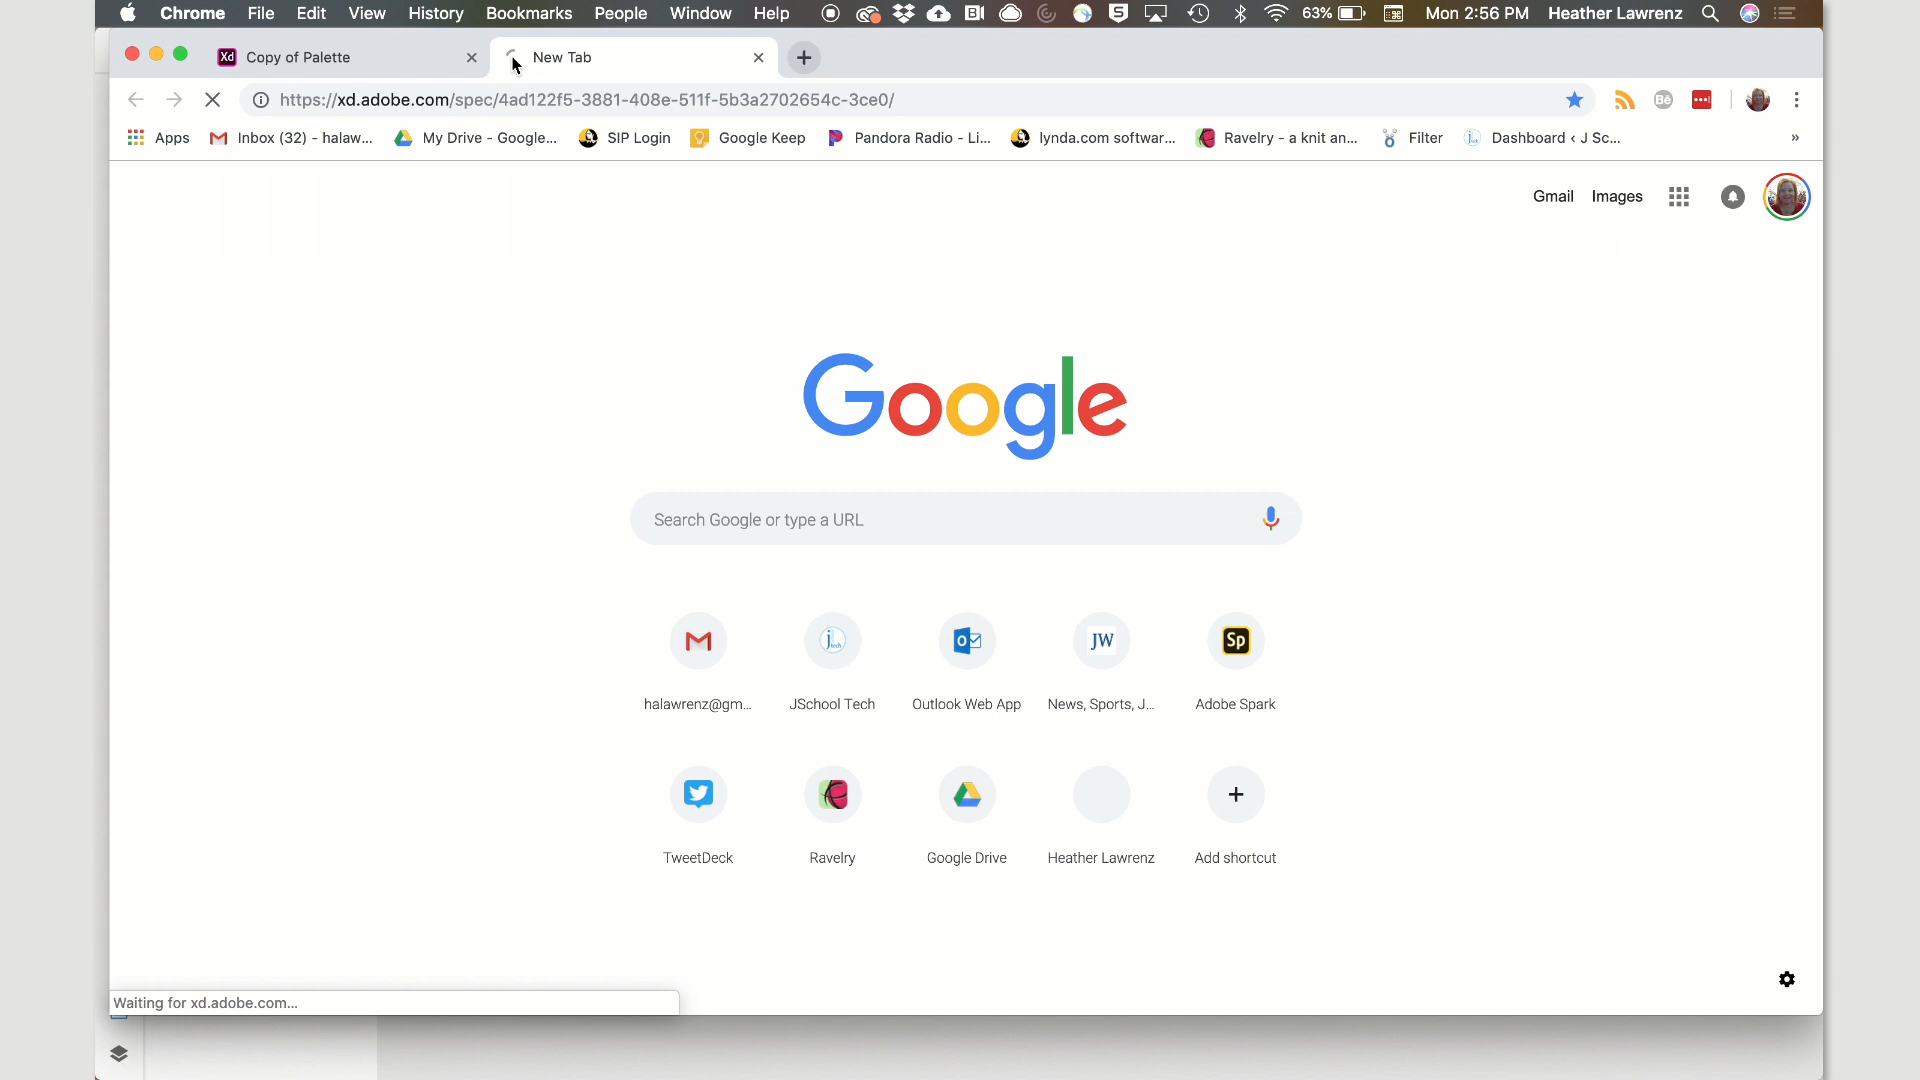 Chrome File Edit View History Bookmarks People Window Help 63% Mon 2:56 PM Heather Lawrenz
Xd Copy of Palette New Tab
https://xd.adobe.com/spec/4ad122f5-3881-408e-511f-5b3a2702654c-3ce0/
Apps Inbox (32) - halaw... My Drive - Google... SIP Login Google Keep Pandora Radio - Li... lynda.com softwar... Ravelry - a knit an... Filter Dashboard ‹ J Sc... »
Gmail Images
Google
Search Google or type a URL
JW Sp
halawrenz@gm... JSchool Tech Outlook Web App News, Sports, J... Adobe Spark
TweetDeck Ravelry Google Drive Heather Lawrenz Add shortcut
Waiting for xd.adobe.com...